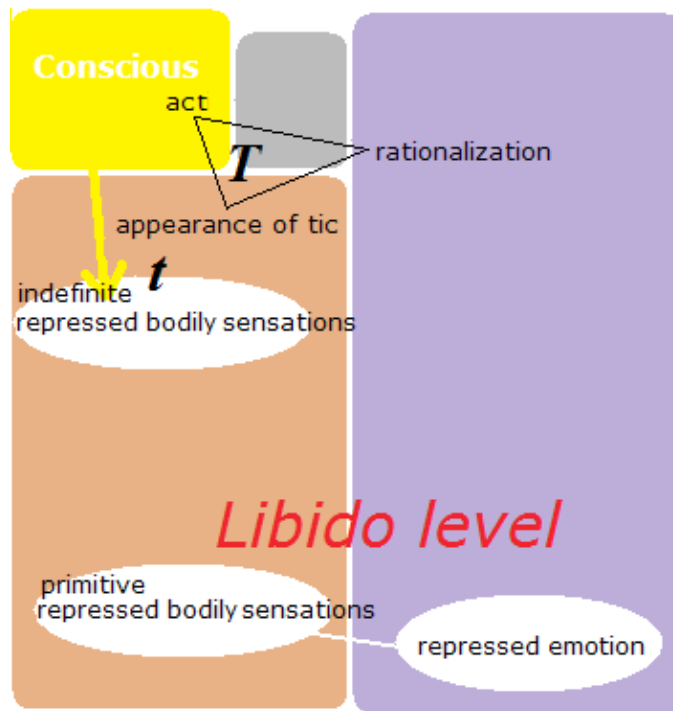 Conscious
act
T
rationalization
appearance of tic
t
indefinite
repressed bodily sensations
Libido level
primitive
repressed bodily sensations
repressed emotion